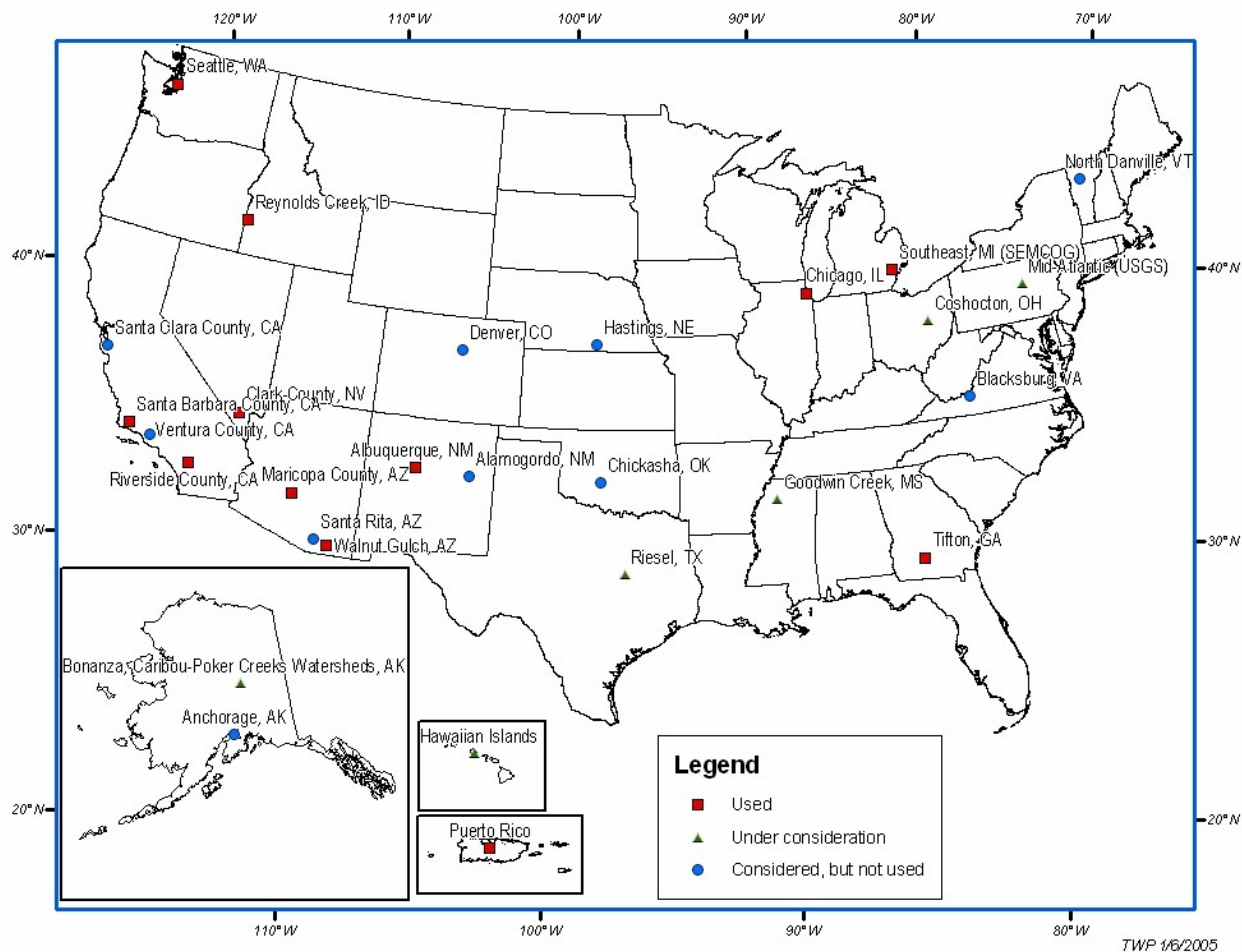 120°W 110°W 100°W 90°W 80°W 70°W
Seattle, WA
North Danville, VT
Reynolds Creek, ID
40°N
Southeast, MI (SEMCOG)
Mid-Atlantic (USGS)
40°N
Chicago, IL
Coshocton, OH
Santa Clara County, CA
Denver, CO
Hastings, NE
Blacksburg, VA
Clark County, NV
Santa Barbara County, CA
Ventura County, CA
Albuquerque, NM
Alamogordo, NM
Chickasha, OK
Riverside County, CA
Maricopa County, AZ
Goodwin Creek, MS
Santa Rita, AZ
30°N
Walnut Gulch, AZ
Tifton, GA
30°N
Riesel, TX
Bonanza, Caribou-Poker Creeks Watersheds, AK
Anchorage, AK
Hawaiian Islands
Legend
Used
Under consideration
Considered, but not used
20°N
20°N
Puerto Rico
110°W 100°W 90°W 80°W
TWP 1/6/2005